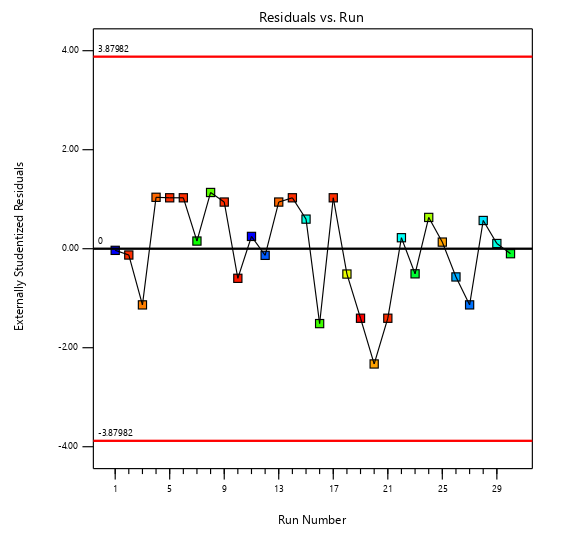 Residuals vs. Run
Externally Studentized Residuals
4.00
3.87982
2.00
0
0.00
-2.00
-3.87982
-4.00
1 5 9 13 17 21 25 29
Run Number